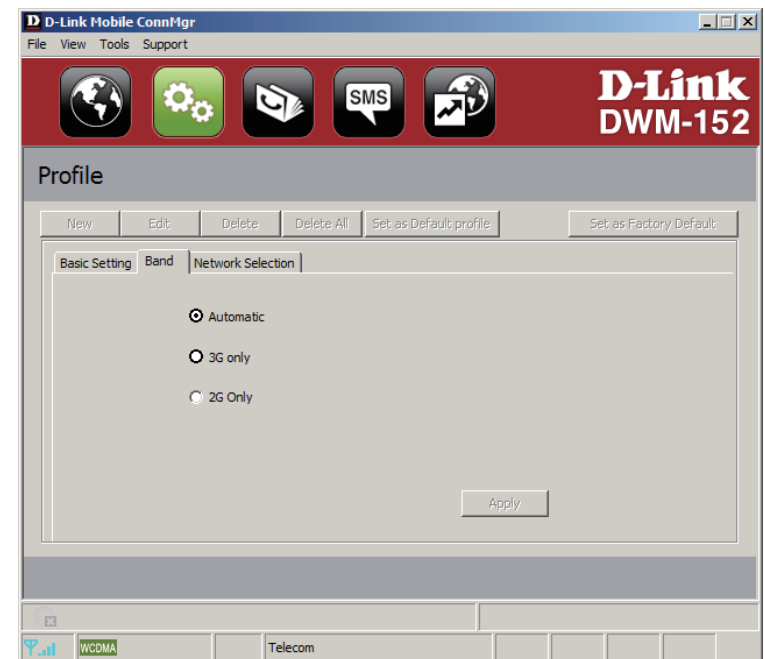 D D-Link Mobile ConnMgr
File View Tools Support
SMS
D-Link
DWM-152
Profile
New Edit Delete Delete All Set as Default profile Set as Factory Default
Basic Setting Band Network Selection
Automatic
3G only
2G Only
Apply
WCDMA Telecom